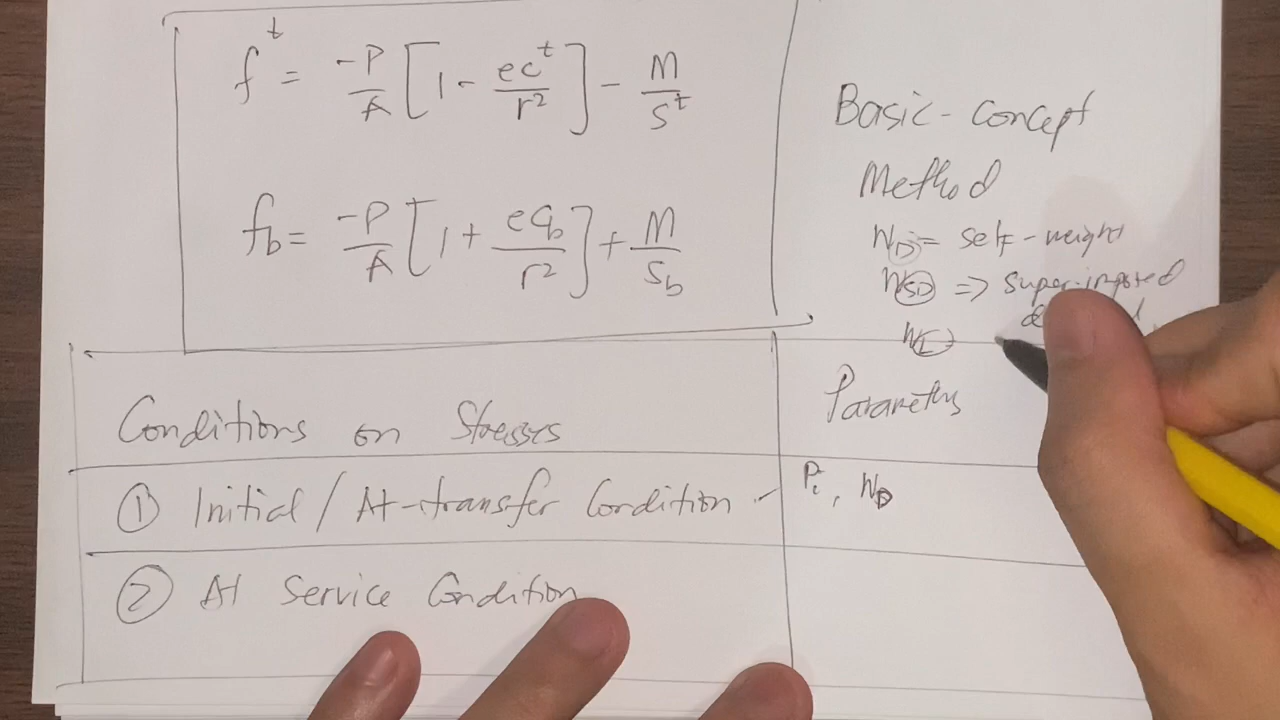 f^t = -P/A [1 - ec^t/r²] - M/S^t
f_b = -P/A [1 + ec_b/r²] + M/S_b
Basic-concept
Method
W_D = self-weight
W_SD => superimposed
W_L
Conditions on Stresses
Parameters
① Initial / At-transfer Condition
P_i, W_D
② At Service Condition